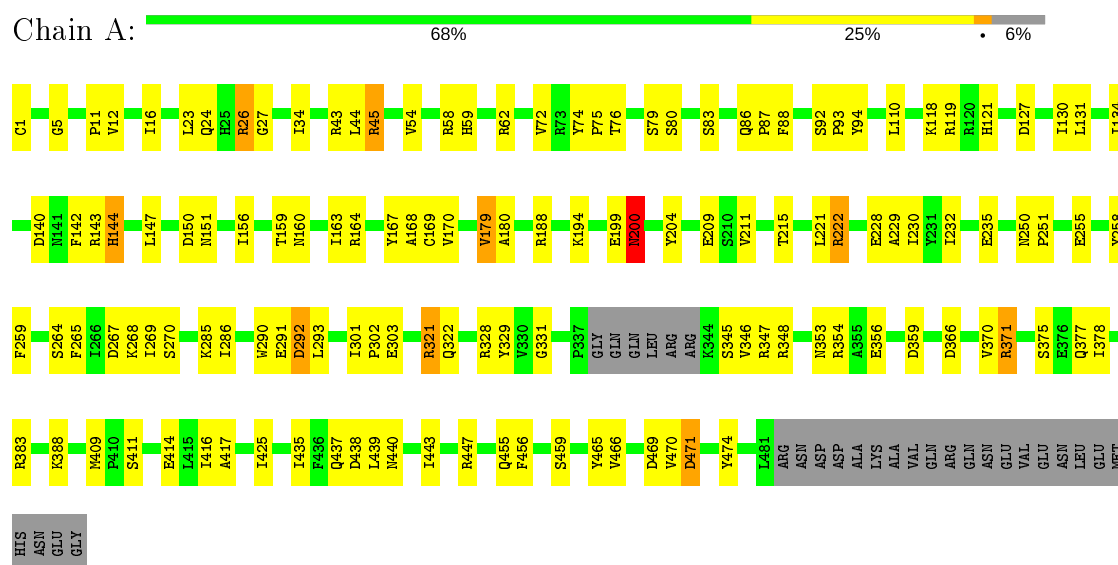 Chain A:
68% 25% • 6%
C1 G5 P11 V12 I16 L23 Q24 H25 R26 G27 I34 R43 L44 R45 V54 R58 H59 R62 V72 R73 Y74 P75 T76 S79 S80 S83 Q86 P87 F88 S92 P93 Y94 L110 K118 R119 R120 H121 D127 I130 L131 I134
D140 N141 F142 R143 H144 L147 D150 N151 I156 T159 N160 I163 R164 Y167 A168 C169 V170 V179 A180 R188 K194 E199 N200 Y204 E209 S210 V211 T215 L221 R222 E228 A229 I230 Y231 I232 E235 N250 P251 E255 Y258
F259 S264 F265 I266 D267 K268 I269 S270 K285 I286 W290 E291 D292 L293 I301 P302 E303 R321 Q322 R328 Y329 V330 G331 P337 GLY GLN GLN LEU ARG ARG K344 S345 V346 R347 R348 N353 R354 A355 E356 D359 D366 V370 R371 S375 E376 Q377 I378
R383 K388 M409 P410 S411 E414 L415 I416 A417 I425 I435 F436 Q437 D438 L439 N440 I443 R447 Q455 F456 S459 Y465 V466 D469 V470 D471 Y474 L481 ARG ASN ASP ASP ALA LYS ALA VAL GLN ARG GLN ASN GLU VAL GLU ASN LEU GLU MET
HIS ASN GLU GLY